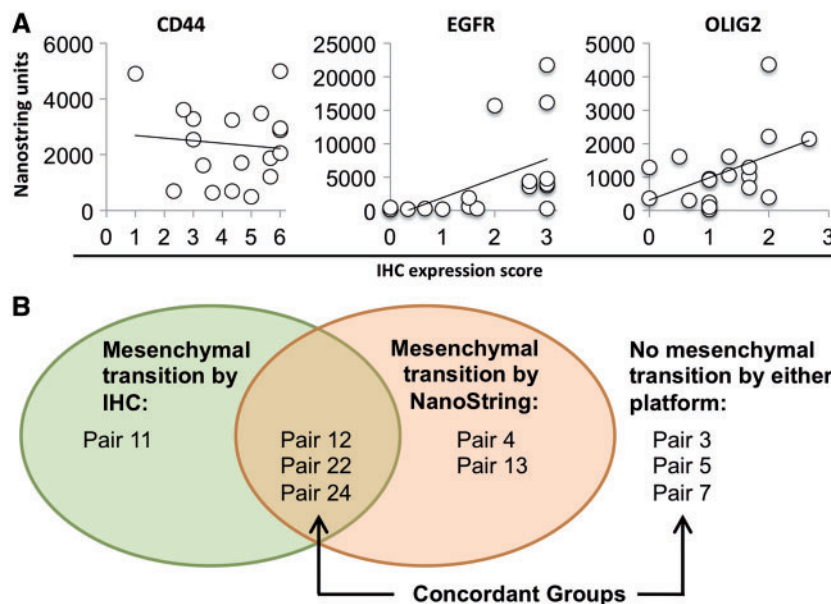 A
CD44
EGFR
OLIG2
Nanostring units
6000
4000
2000
0
0 1 2 3 4 5 6
25000
20000
15000
10000
5000
0
0 1 2 3
5000
4000
3000
2000
1000
0
0 1 2 3
IHC expression score
B
Mesenchymal
transition by
IHC:
Pair 11
Pair 12
Pair 22
Pair 24
Mesenchymal
transition by
NanoString:
Pair 4
Pair 13
No mesenchymal
transition by either
platform:
Pair 3
Pair 5
Pair 7
Concordant Groups